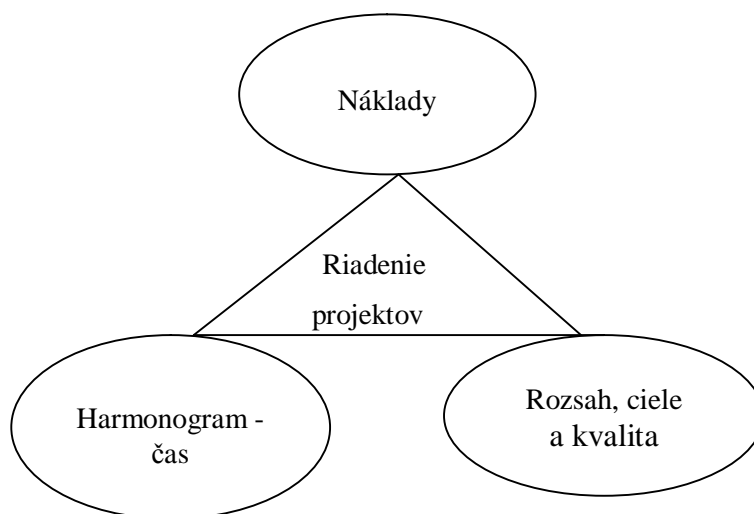 Náklady
Riadenie
projektov
Harmonogram -
čas
Rozsah, ciele
a kvalita